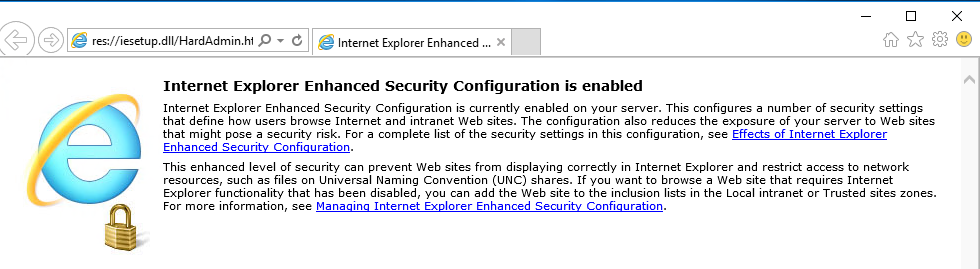 res://iesetup.dll/HardAdmin.ht
Internet Explorer Enhanced ...
Internet Explorer Enhanced Security Configuration is enabled
Internet Explorer Enhanced Security Configuration is currently enabled on your server. This configures a number of security settings
that define how users browse Internet and intranet Web sites. The configuration also reduces the exposure of your server to Web sites
that might pose a security risk. For a complete list of the security settings in this configuration, see Effects of Internet Explorer
Enhanced Security Configuration.
This enhanced level of security can prevent Web sites from displaying correctly in Internet Explorer and restrict access to network
resources, such as files on Universal Naming Convention (UNC) shares. If you want to browse a Web site that requires Internet
Explorer functionality that has been disabled, you can add the Web site to the inclusion lists in the Local intranet or Trusted sites zones.
For more information, see Managing Internet Explorer Enhanced Security Configuration.